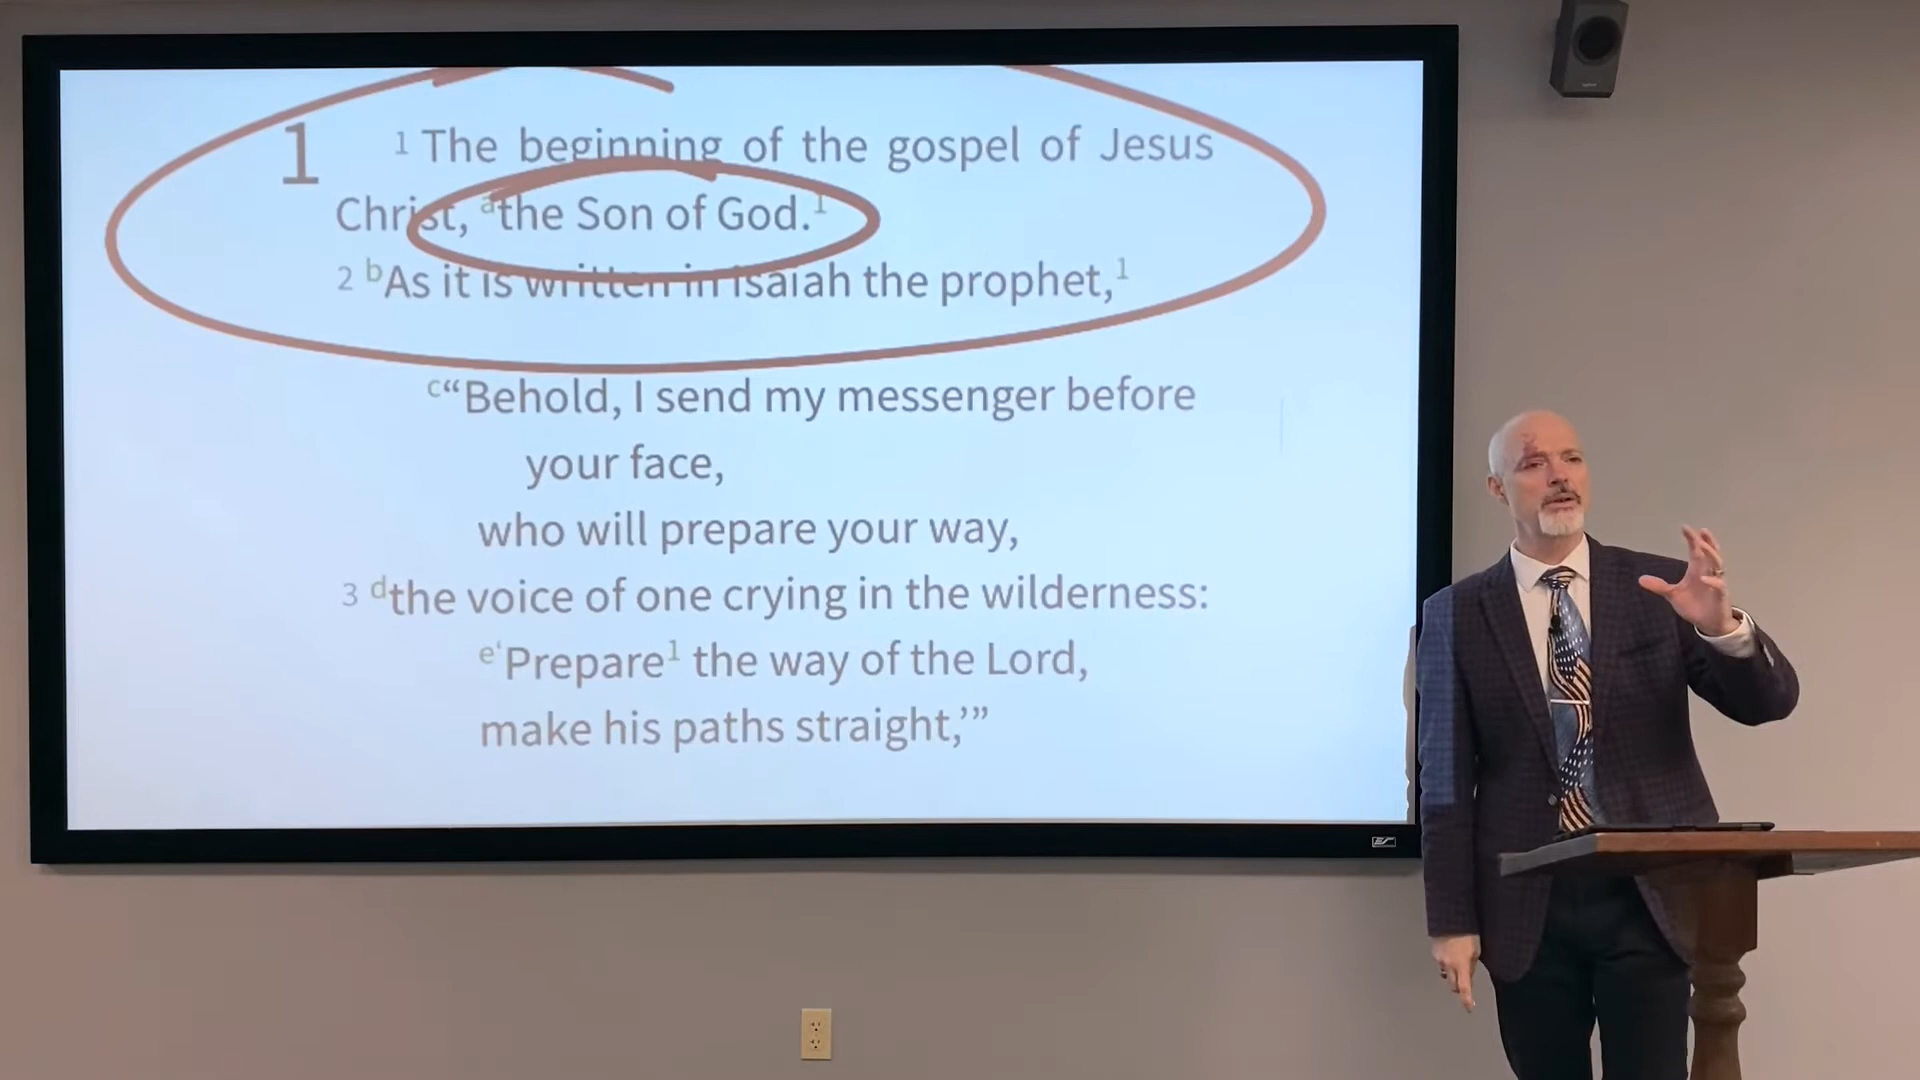 1 1 The beginning of the gospel of Jesus
Christ, a the Son of God.1
2 b As it is written in Isaiah the prophet,1
c “Behold, I send my messenger before
your face,
who will prepare your way,
3 d the voice of one crying in the wilderness:
e ‘Prepare1 the way of the Lord,
make his paths straight,’”